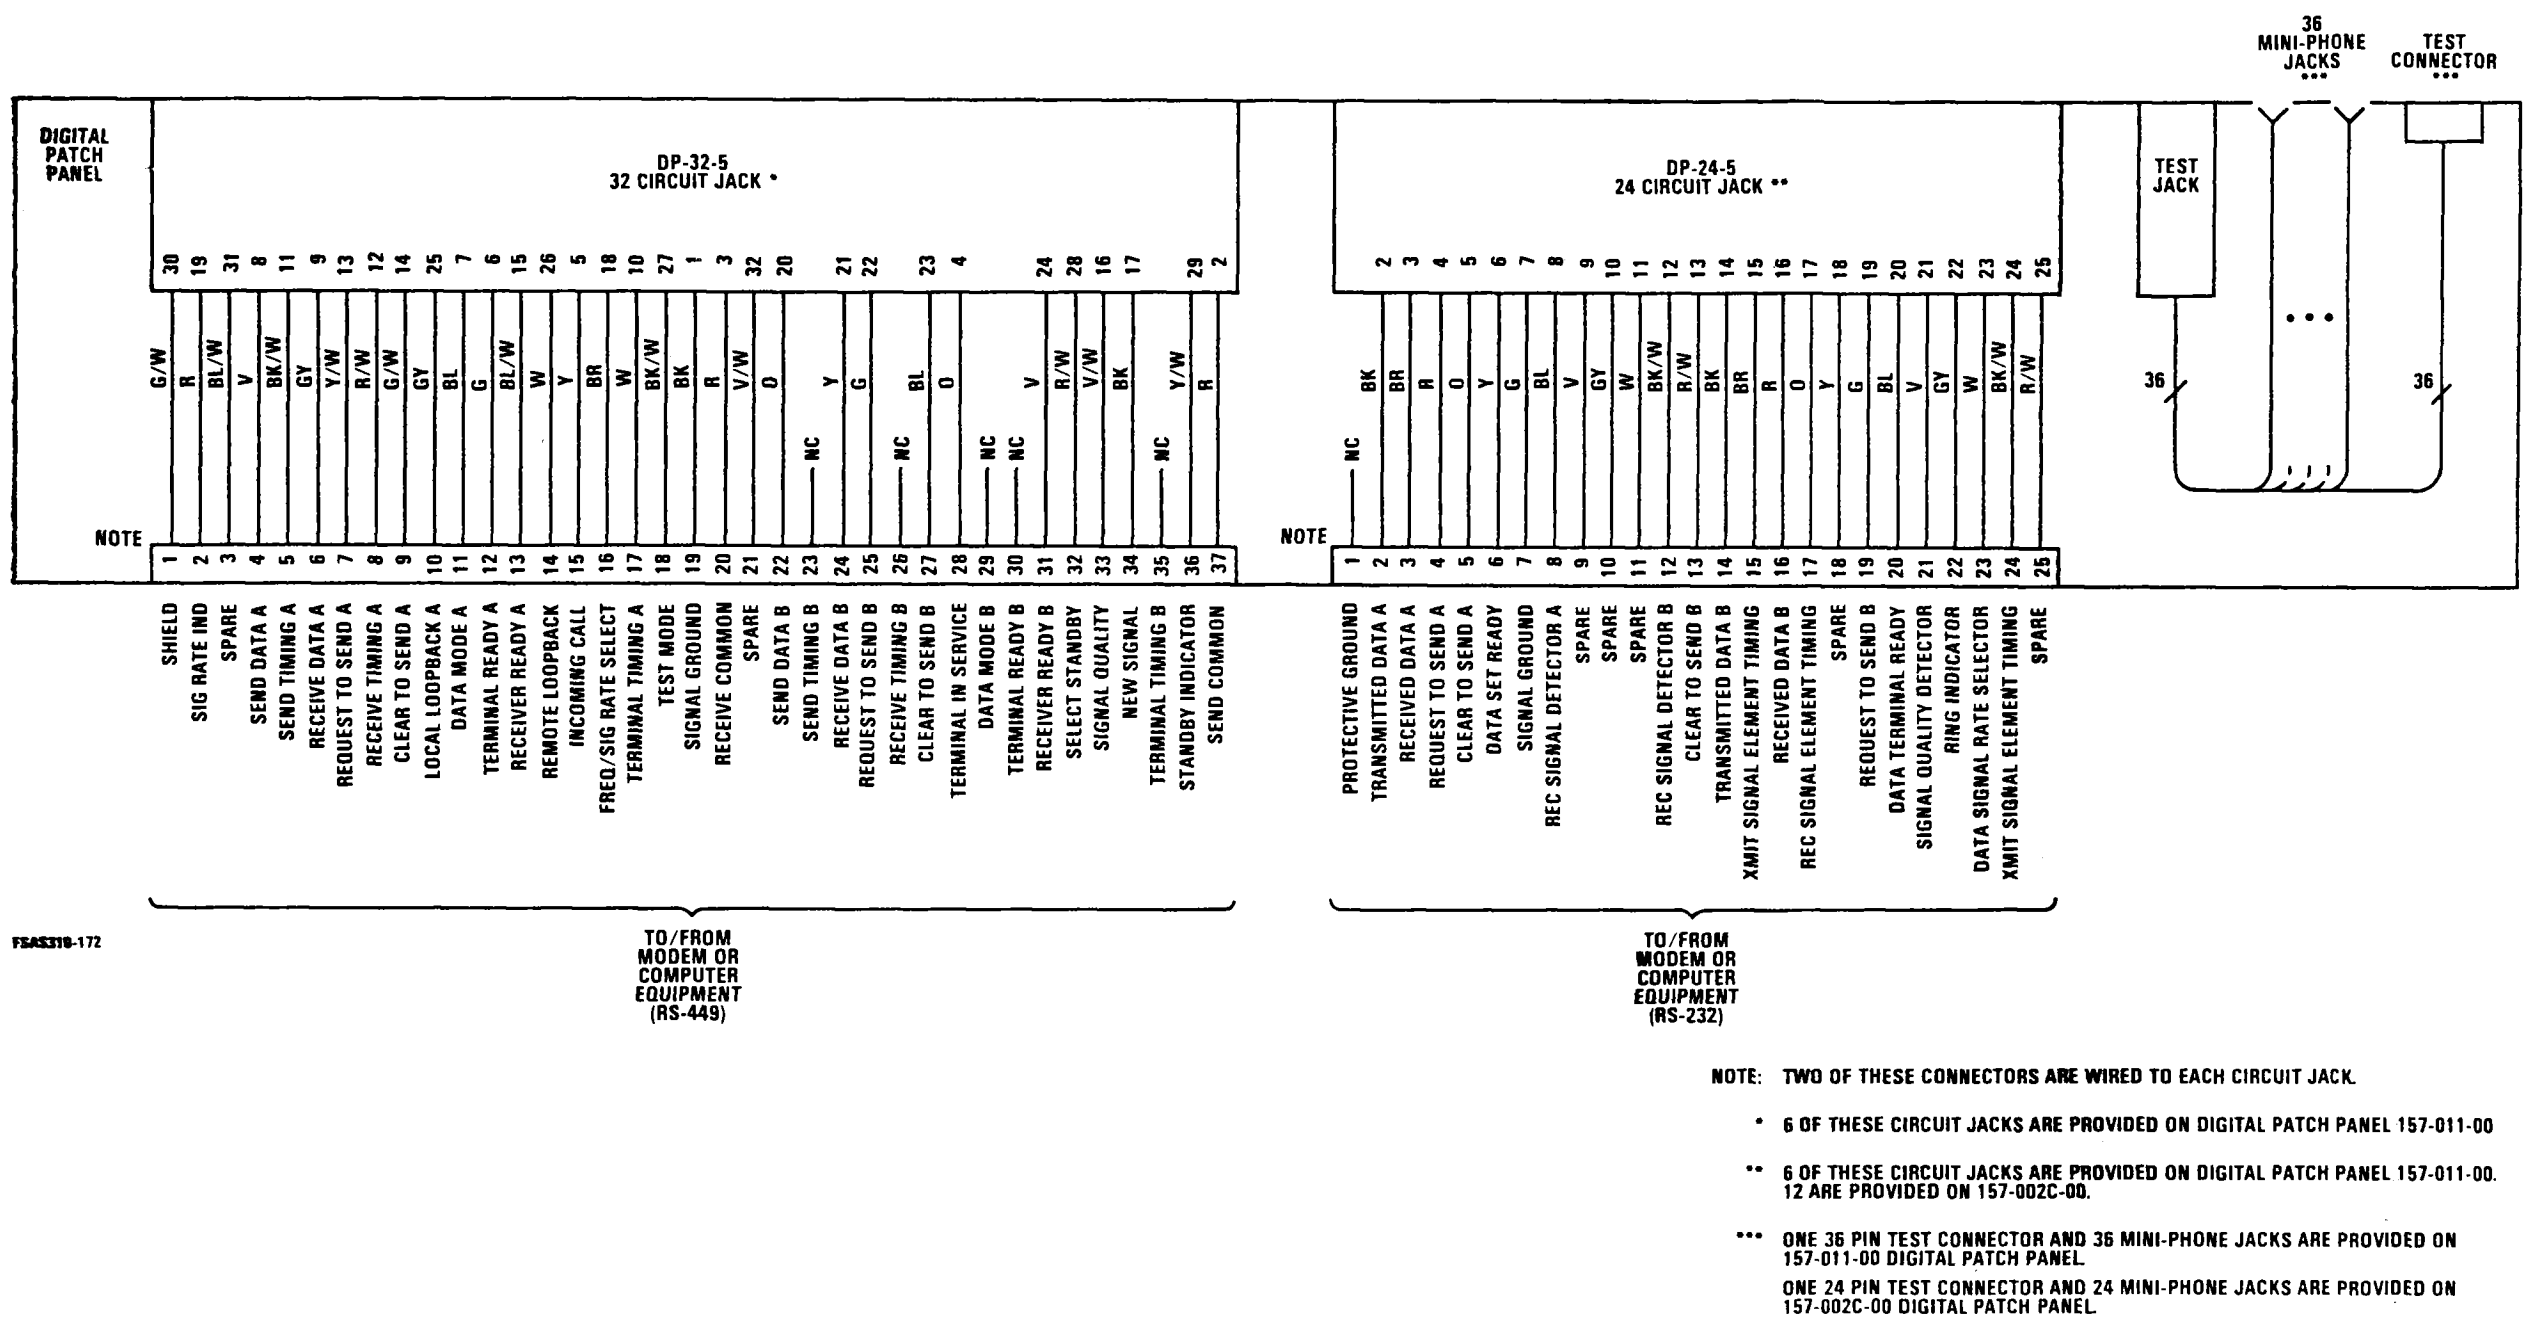 36
MINI-PHONE
JACKS
***
TEST
CONNECTOR
***
DIGITAL
PATCH
PANEL
DP-32-5
32 CIRCUIT JACK *
DP-24-5
24 CIRCUIT JACK **
TEST
JACK
30 19 31 8 11 9 13 12 14 25 7 6 15 26 5 18 10 27 1 3 32 20 21 22 23 4 24 28 16 17 29 2
2 3 4 5 6 7 8 9 10 11 12 13 14 15 16 17 18 19 20 21 22 23 24 25
G/W R BL/W V BK/W GY Y/W R/W G/W GY BL G BL/W W Y BR W BK/W BK R V/W O NC Y G NC BL O NC NC V R/W V/W BK NC Y/W R
NC BK BR R O Y G BL V GY W BK/W R/W BK BR R O Y G BL V GY W BK/W R/W
36
36
NOTE
1 2 3 4 5 6 7 8 9 10 11 12 13 14 15 16 17 18 19 20 21 22 23 24 25 26 27 28 29 30 31 32 33 34 35 36 37
NOTE
1 2 3 4 5 6 7 8 9 10 11 12 13 14 15 16 17 18 19 20 21 22 23 24 25
SHIELD
SIG RATE IND
SPARE
SEND DATA A
SEND TIMING A
RECEIVE DATA A
REQUEST TO SEND A
RECEIVE TIMING A
CLEAR TO SEND A
LOCAL LOOPBACK A
DATA MODE A
TERMINAL READY A
RECEIVER READY A
REMOTE LOOPBACK
INCOMING CALL
FREQ/SIG RATE SELECT
TERMINAL TIMING A
TEST MODE
SIGNAL GROUND
RECEIVE COMMON
SPARE
SEND DATA B
SEND TIMING B
RECEIVE DATA B
REQUEST TO SEND B
RECEIVE TIMING B
CLEAR TO SEND B
TERMINAL IN SERVICE
DATA MODE B
TERMINAL READY B
RECEIVER READY B
SELECT STANDBY
SIGNAL QUALITY
NEW SIGNAL
TERMINAL TIMING B
STANDBY INDICATOR
SEND COMMON
PROTECTIVE GROUND
TRANSMITTED DATA A
RECEIVED DATA A
REQUEST TO SEND A
CLEAR TO SEND A
DATA SET READY
SIGNAL GROUND
REC SIGNAL DETECTOR A
SPARE
SPARE
SPARE
REC SIGNAL DETECTOR B
CLEAR TO SEND B
TRANSMITTED DATA B
XMIT SIGNAL ELEMENT TIMING
RECEIVED DATA B
REC SIGNAL ELEMENT TIMING
SPARE
REQUEST TO SEND B
DATA TERMINAL READY
SIGNAL QUALITY DETECTOR
RING INDICATOR
DATA SIGNAL RATE SELECTOR
XMIT SIGNAL ELEMENT TIMING
SPARE
FSAS310-172
TO/FROM
MODEM OR
COMPUTER
EQUIPMENT
(RS-449)
TO/FROM
MODEM OR
COMPUTER
EQUIPMENT
(RS-232)
NOTE: TWO OF THESE CONNECTORS ARE WIRED TO EACH CIRCUIT JACK.
* 6 OF THESE CIRCUIT JACKS ARE PROVIDED ON DIGITAL PATCH PANEL 157-011-00
** 6 OF THESE CIRCUIT JACKS ARE PROVIDED ON DIGITAL PATCH PANEL 157-011-00.
12 ARE PROVIDED ON 157-002C-00.
*** ONE 36 PIN TEST CONNECTOR AND 36 MINI-PHONE JACKS ARE PROVIDED ON
157-011-00 DIGITAL PATCH PANEL.
ONE 24 PIN TEST CONNECTOR AND 24 MINI-PHONE JACKS ARE PROVIDED ON
157-002C-00 DIGITAL PATCH PANEL.